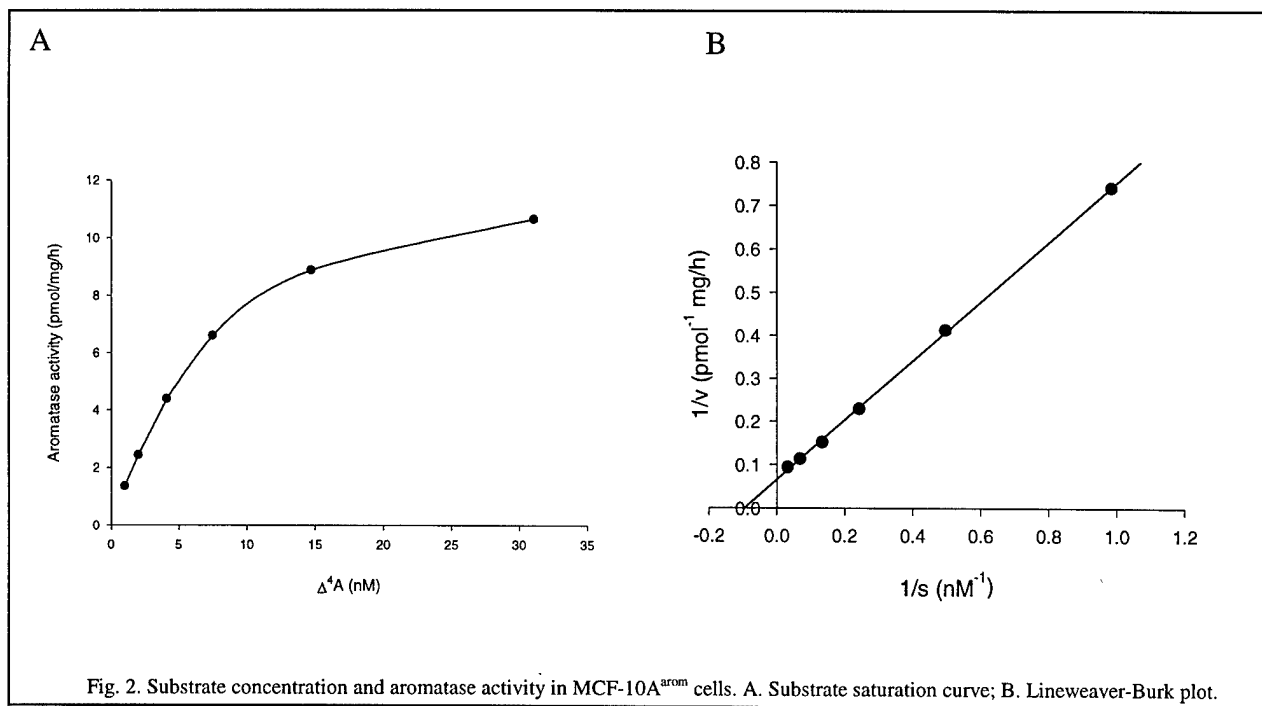 A
B
12
10
8
6
4
2
0
Aromatase activity (pmol/mg/h)
0 5 10 15 20 25 30 35
Δ⁴A (nM)
0.8
0.7
0.6
0.5
0.4
0.3
0.2
0.1
0.0
1/v (pmol⁻¹ mg/h)
-0.2 0.0 0.2 0.4 0.6 0.8 1.0 1.2
1/s (nM⁻¹)
Fig. 2. Substrate concentration and aromatase activity in MCF-10Aᵃʳᵒᵐ cells. A. Substrate saturation curve; B. Lineweaver-Burk plot.